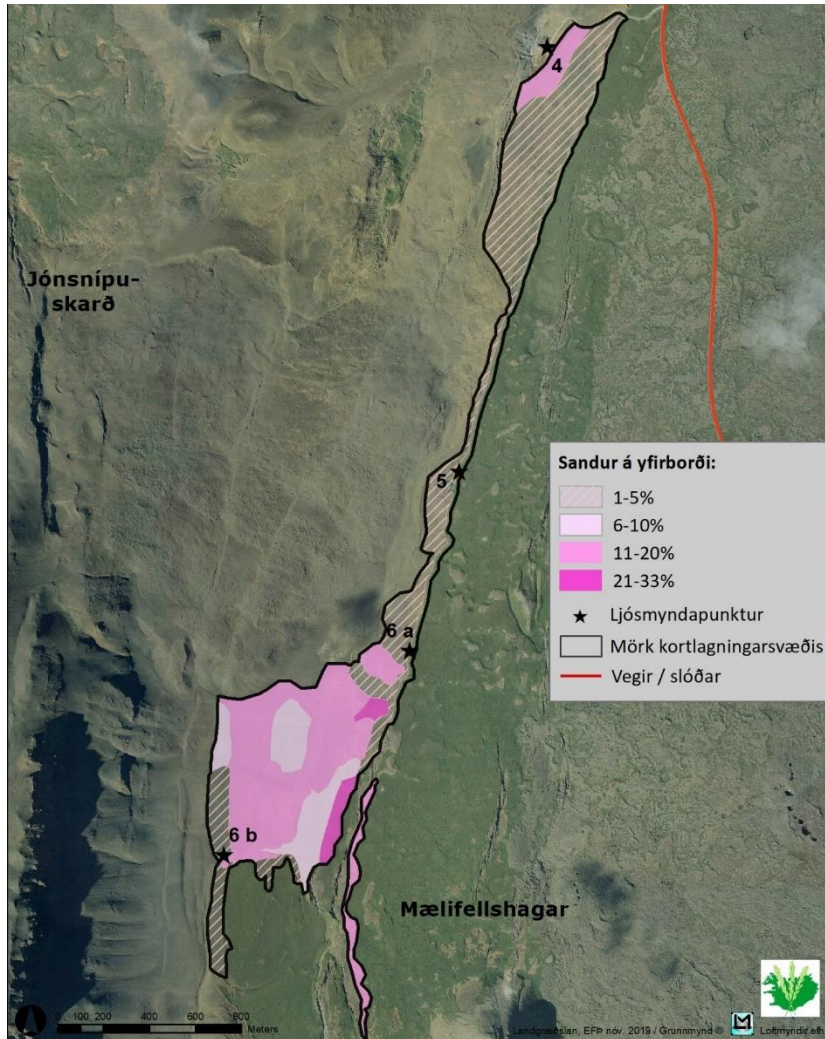 4
Jónsnípu-
skarð
Sandur á yfirborði:
1-5%
6-10%
11-20%
21-33%
Ljósmyndapunktur
Mörk kortlagningarsvæðis
Vegir / slóðar
5
6 a
6 b
Mælifellshagar
0 100 200 400 600 800
Meters
Landgræðslan, EFÞ nóv. 2019 / Grunnmynd © Loftmyndir ehf